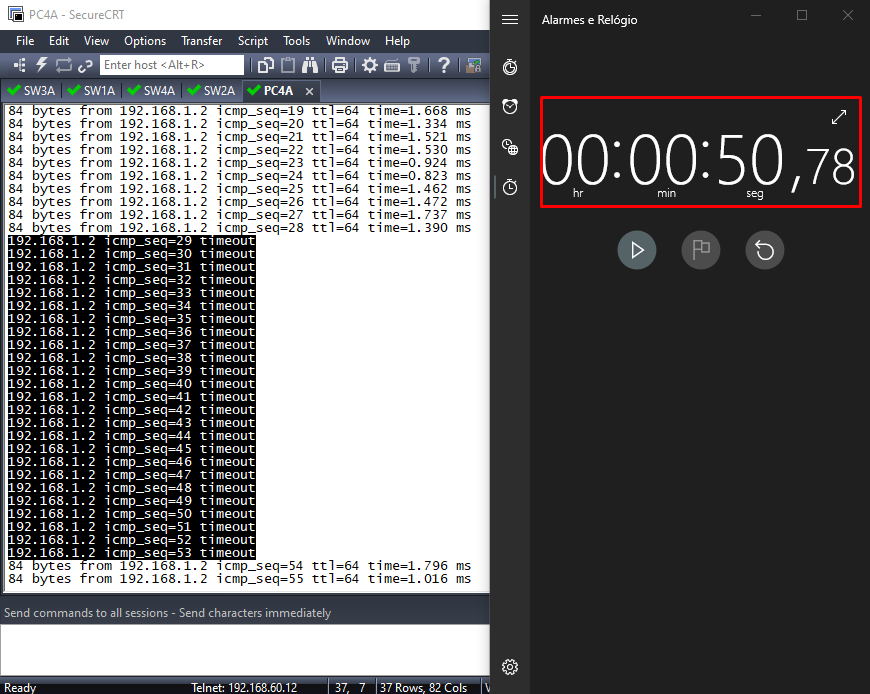 PC4A - SecureCRT
File Edit View Options Transfer Script Tools Window Help
Enter host <Alt+R>
SW3A SW1A SW4A SW2A PC4A
84 bytes from 192.168.1.2 icmp_seq=19 ttl=64 time=1.668 ms
84 bytes from 192.168.1.2 icmp_seq=20 ttl=64 time=1.334 ms
84 bytes from 192.168.1.2 icmp_seq=21 ttl=64 time=1.521 ms
84 bytes from 192.168.1.2 icmp_seq=22 ttl=64 time=1.530 ms
84 bytes from 192.168.1.2 icmp_seq=23 ttl=64 time=0.924 ms
84 bytes from 192.168.1.2 icmp_seq=24 ttl=64 time=0.823 ms
84 bytes from 192.168.1.2 icmp_seq=25 ttl=64 time=1.462 ms
84 bytes from 192.168.1.2 icmp_seq=26 ttl=64 time=1.472 ms
84 bytes from 192.168.1.2 icmp_seq=27 ttl=64 time=1.737 ms
84 bytes from 192.168.1.2 icmp_seq=28 ttl=64 time=1.390 ms
192.168.1.2 icmp_seq=29 timeout
192.168.1.2 icmp_seq=30 timeout
192.168.1.2 icmp_seq=31 timeout
192.168.1.2 icmp_seq=32 timeout
192.168.1.2 icmp_seq=33 timeout
192.168.1.2 icmp_seq=34 timeout
192.168.1.2 icmp_seq=35 timeout
192.168.1.2 icmp_seq=36 timeout
192.168.1.2 icmp_seq=37 timeout
192.168.1.2 icmp_seq=38 timeout
192.168.1.2 icmp_seq=39 timeout
192.168.1.2 icmp_seq=40 timeout
192.168.1.2 icmp_seq=41 timeout
192.168.1.2 icmp_seq=42 timeout
192.168.1.2 icmp_seq=43 timeout
192.168.1.2 icmp_seq=44 timeout
192.168.1.2 icmp_seq=45 timeout
192.168.1.2 icmp_seq=46 timeout
192.168.1.2 icmp_seq=47 timeout
192.168.1.2 icmp_seq=48 timeout
192.168.1.2 icmp_seq=49 timeout
192.168.1.2 icmp_seq=50 timeout
192.168.1.2 icmp_seq=51 timeout
192.168.1.2 icmp_seq=52 timeout
192.168.1.2 icmp_seq=53 timeout
84 bytes from 192.168.1.2 icmp_seq=54 ttl=64 time=1.796 ms
84 bytes from 192.168.1.2 icmp_seq=55 ttl=64 time=1.016 ms
Send commands to all sessions - Send characters immediately
Ready Telnet: 192.168.60.12 37, 7 37 Rows, 82 Cols
Alarmes e Relógio
00:00:50,78
hr min seg